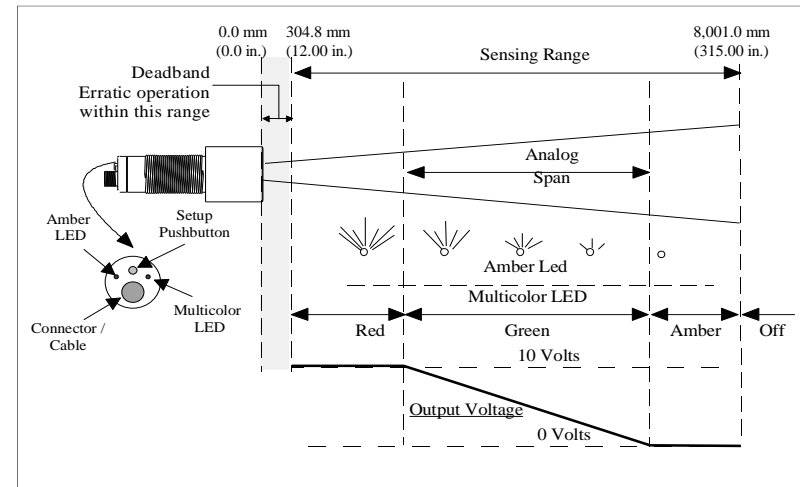 0.0 mm
(0.0 in.)
304.8 mm
(12.00 in.)
8,001.0 mm
(315.00 in.)
Sensing Range
Deadband
Erratic operation
within this range
Analog
Span
Setup
Pushbutton
Amber
LED
Amber Led
Multicolor LED
Multicolor
LED
Connector /
Cable
Red
Green
Amber
Off
10 Volts
Output Voltage
0 Volts